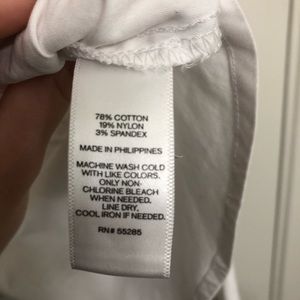 78% COTTON
19% NYLON
3% SPANDEX
MADE IN PHILIPPINES
MACHINE WASH COLD
WITH LIKE COLORS.
ONLY NON-
CHLORINE BLEACH
WHEN NEEDED.
LINE DRY,
COOL IRON IF NEEDED.
RN# 55285